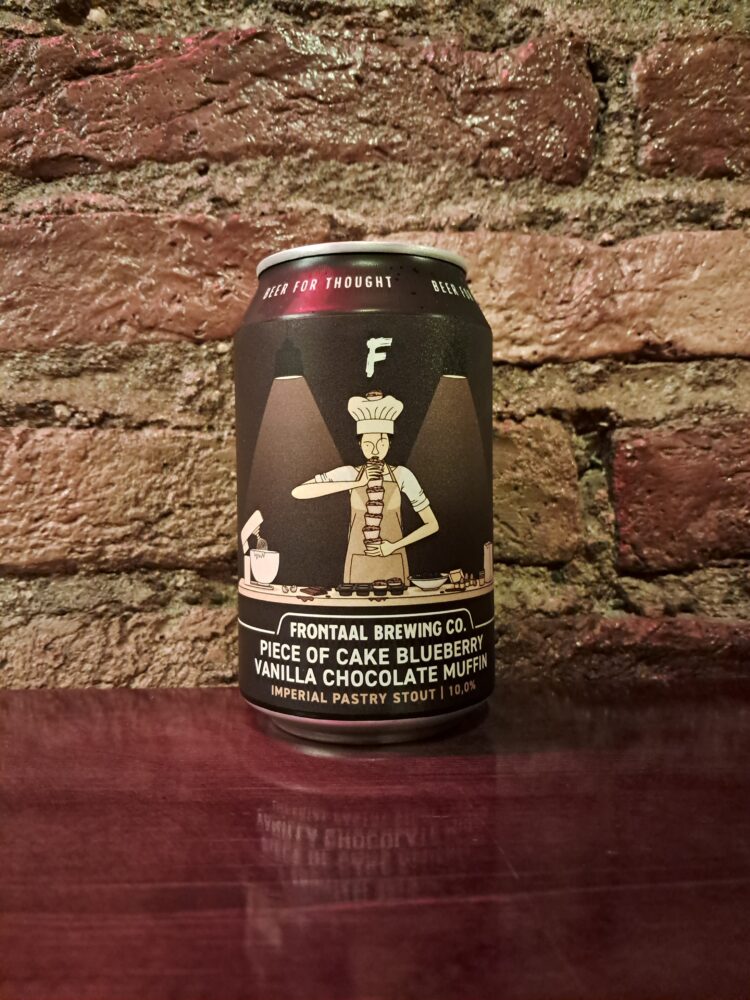 BEER FOR THOUGHT BEER FO
F
FRONTAAL BREWING CO.
PIECE OF CAKE BLUEBERRY
VANILLA CHOCOLATE MUFFIN
IMPERIAL PASTRY STOUT | 10,0%